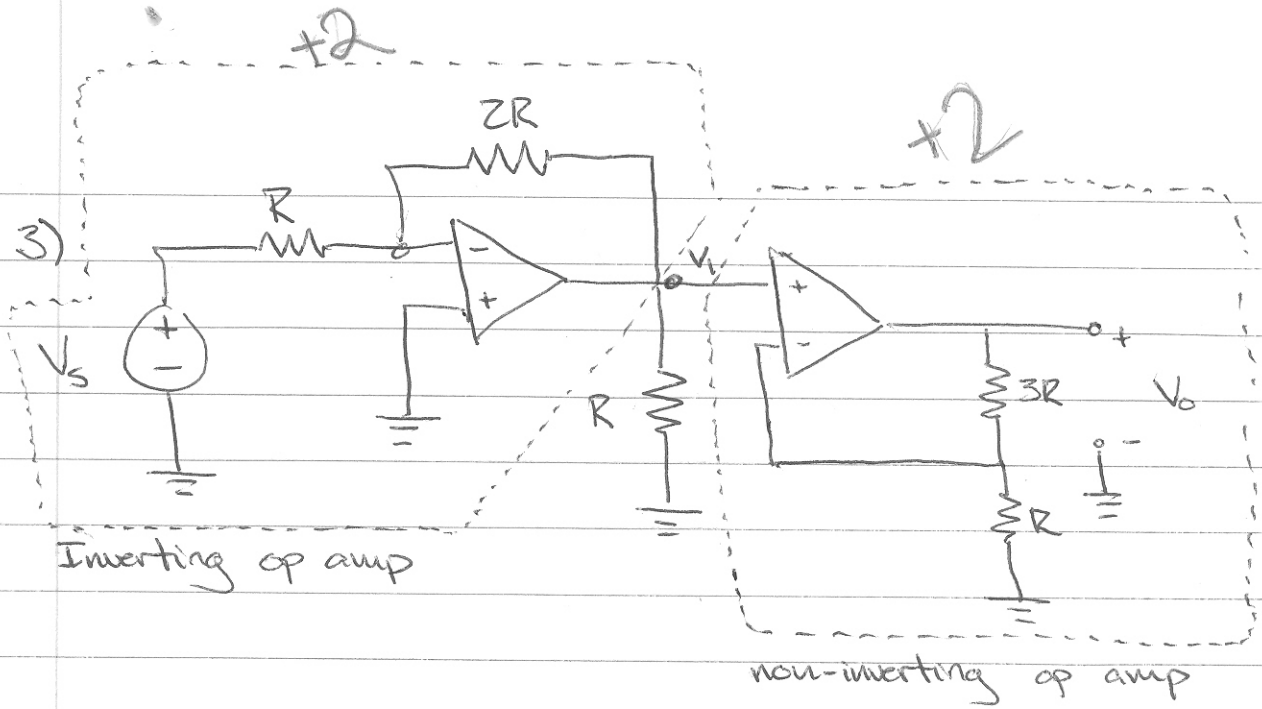 +2
+2
2R
R
3)
-
+
V1
+
-
+
+
-
Vs
3R
Vo
R
-
R
Inverting op amp
non-inverting op amp